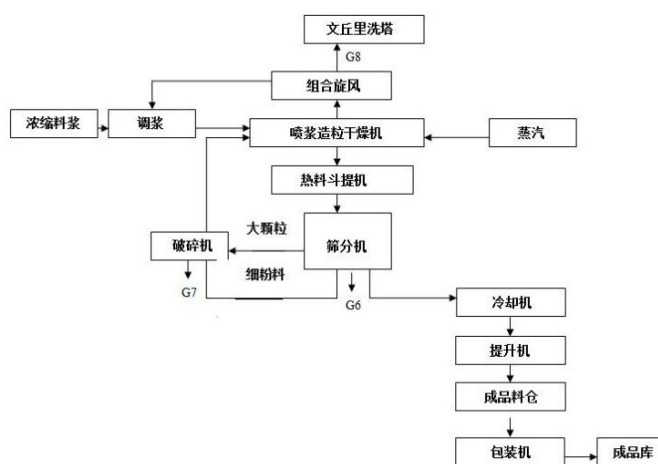 文丘里洗塔
G8
组合旋风
浓缩料浆
调浆
喷浆造粒干燥机
蒸汽
热料斗提机
大颗粒
破碎机
筛分机
细粉料
G7
G6
冷却机
提升机
成品料仓
包装机
成品库